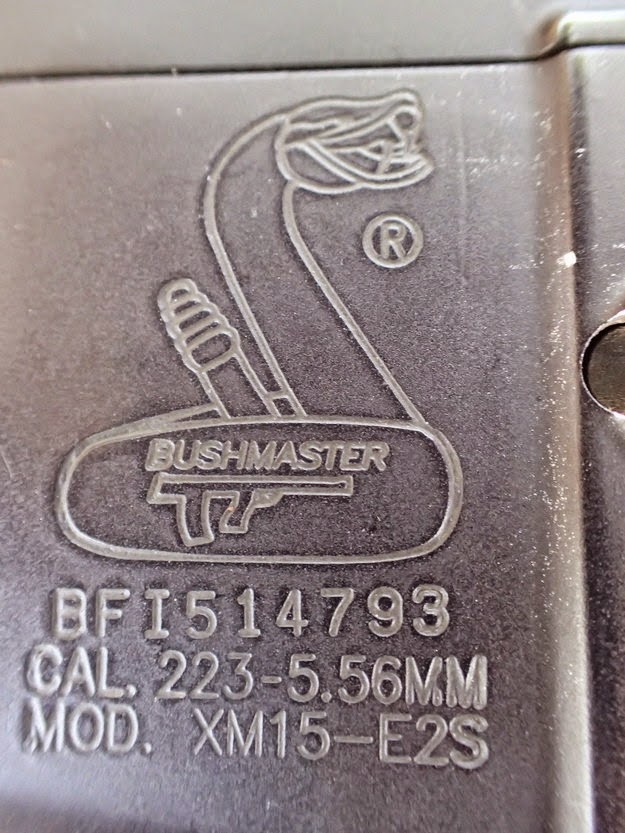 ®
BUSHMASTER
BFI514793
CAL. 223-5.56MM
MOD. XM15-E2S